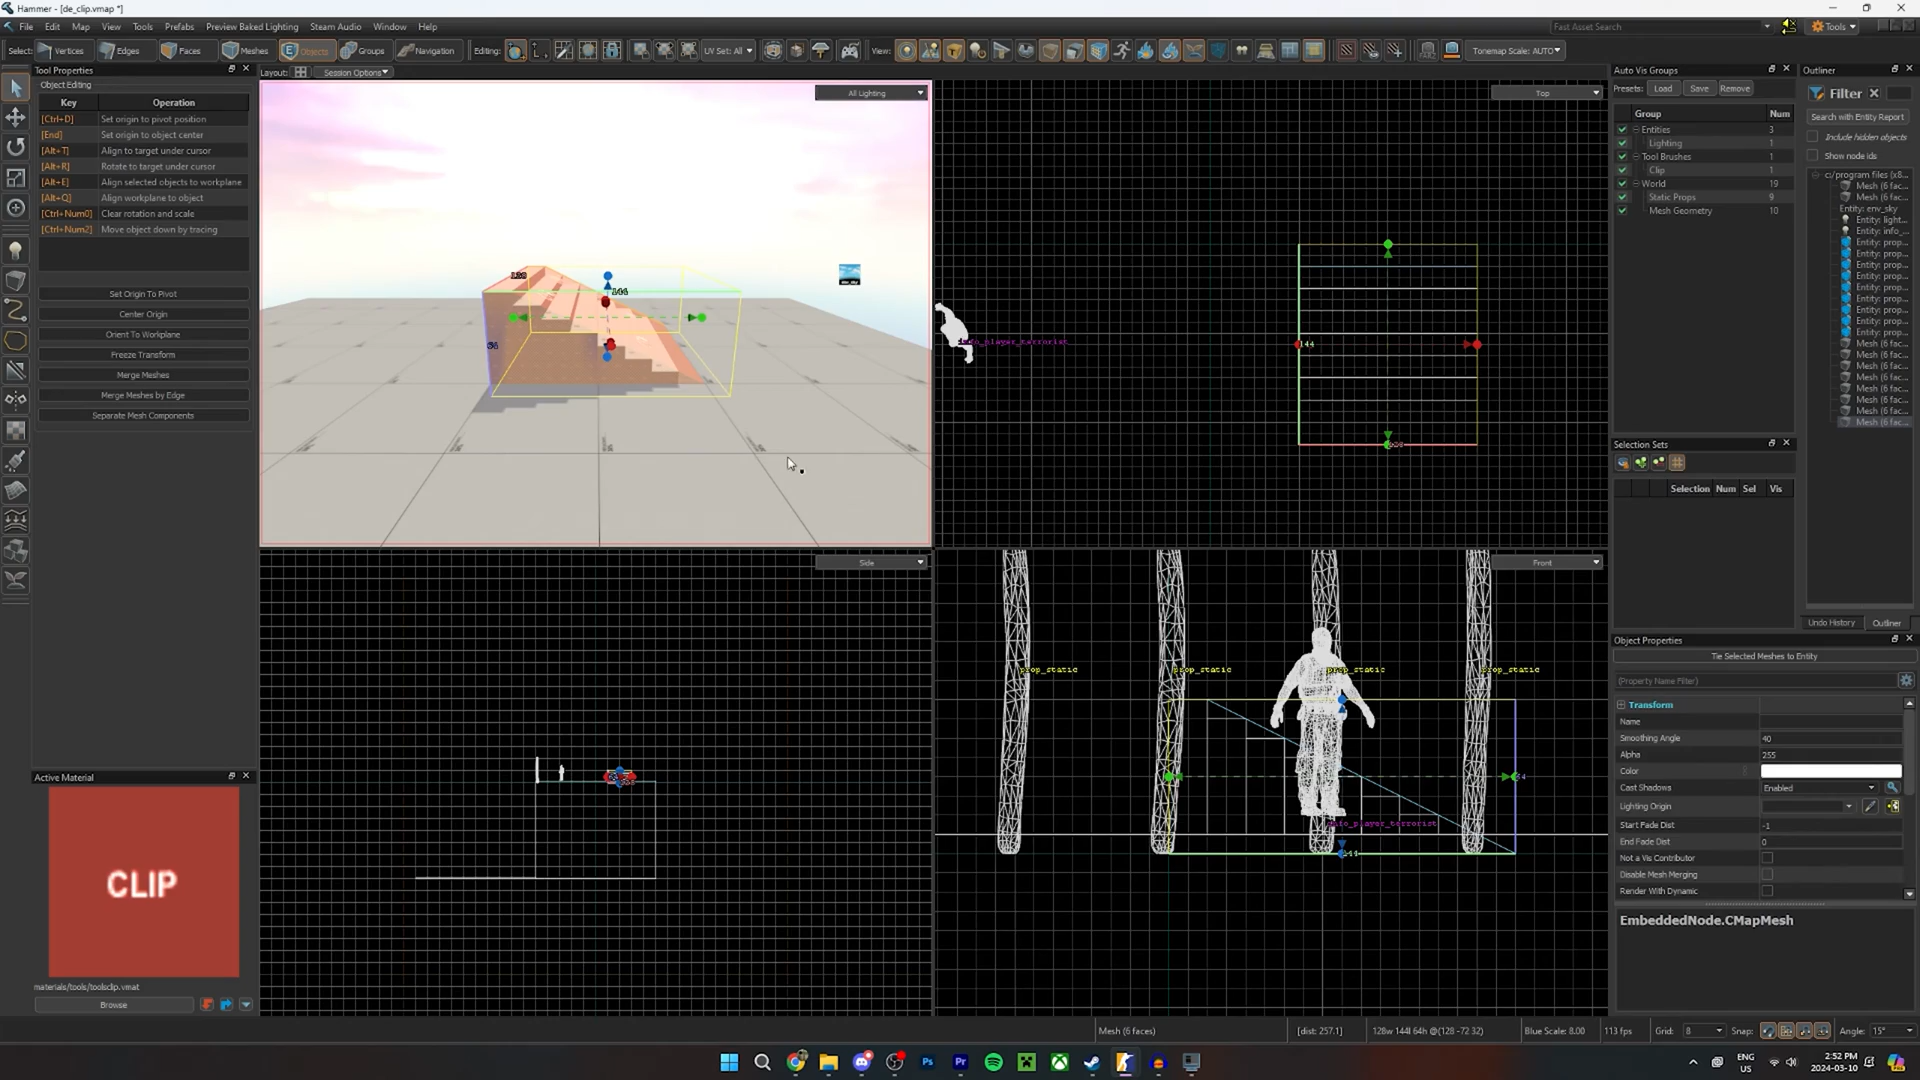 Hammer - [de_clip.vmap *]
File Edit Map View Tools Prefabs Preview Baked Lighting Steam Audio Window Help
Fast Asset Search
Tools
Select: Vertices Edges Faces Meshes Objects Groups Navigation Editing: UV Set: All View: Tonemap Scale: AUTO
Tool Properties
Object Editing
Key Operation
[Ctrl+D] Set origin to pivot position
[End] Set origin to object center
[Alt+T] Align to target under cursor
[Alt+R] Rotate to target under cursor
[Alt+E] Align selected objects to workplane
[Alt+Q] Align workplane to object
[Ctrl+Num0] Clear rotation and scale
[Ctrl+Num2] Move object down by tracing
Set Origin To Pivot
Center Origin
Orient To Workplane
Freeze Transform
Merge Meshes
Merge Meshes by Edge
Separate Mesh Components
Active Material
CLIP
materials/tools/toolsclip.vmat
Browse
Layout: Session Options
All Lighting
128
144
64
Top
info_player_terrorist
144
Side
Front
prop_static
prop_static
prop_static
prop_static
info_player_terrorist
144
Auto Vis Groups
Presets: Load Save Remove
Group Num
Entities 3
Lighting 1
Tool Brushes 1
Clip 1
World 19
Static Props 9
Mesh Geometry 10
Selection Sets
Selection Num Sel Vis
Outliner
Filter
Search with Entity Report
Include hidden objects
Show node ids
c:/program files (x8...
Mesh (6 fac...
Mesh (6 fac...
Entity: env_sky
Entity: light...
Entity: info_...
Entity: prop...
Entity: prop...
Entity: prop...
Entity: prop...
Entity: prop...
Entity: prop...
Entity: prop...
Entity: prop...
Entity: prop...
Mesh (6 fac...
Mesh (6 fac...
Mesh (6 fac...
Mesh (6 fac...
Mesh (6 fac...
Mesh (6 fac...
Mesh (6 fac...
Mesh (6 fac...
Undo History Outliner
Object Properties
Tie Selected Meshes to Entity
(Property Name Filter)
Transform
Name
Smoothing Angle 40
Alpha 255
Color
Cast Shadows Enabled
Lighting Origin
Start Fade Dist -1
End Fade Dist 0
Not a Vis Contributor
Disable Mesh Merging
Render With Dynamic
EmbeddedNode.CMapMesh
Mesh (6 faces) [dist: 257.1] 128w 144l 64h @(128 -72 32) Blue Scale: 8.00 113 fps Grid: 8 Snap: Angle: 15°
ENG
US
2:52 PM
2024-03-10